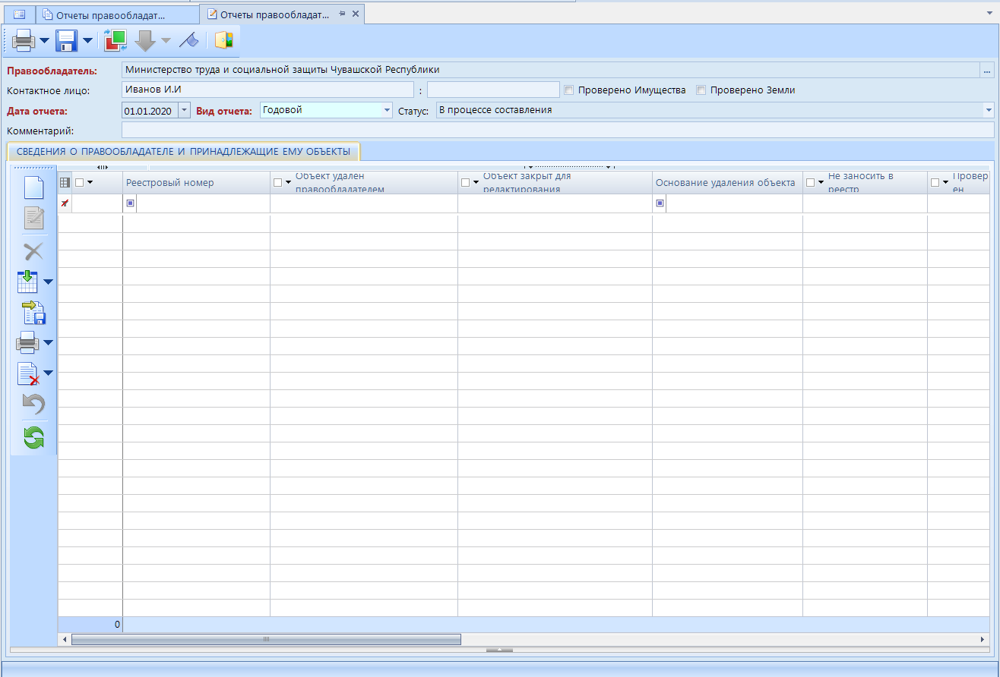 Отчеты правообладат... Отчеты правообладат...
Правообладатель: Министерство труда и социальной защиты Чувашской Республики ...
Контактное лицо: Иванов И.И : Проверено Имущества Проверено Земли
Дата отчета: 01.01.2020 Вид отчета: Годовой Статус: В процессе составления
Комментарий:
СВЕДЕНИЯ О ПРАВООБЛАДАТЕЛЕ И ПРИНАДЛЕЖАЩИЕ ЕМУ ОБЪЕКТЫ
Реестровый номер
Объект удален
правообладателем
Объект закрыт для
редактирования
Основание удаления объекта
Не заносить в
реестр
Провер
ен
0